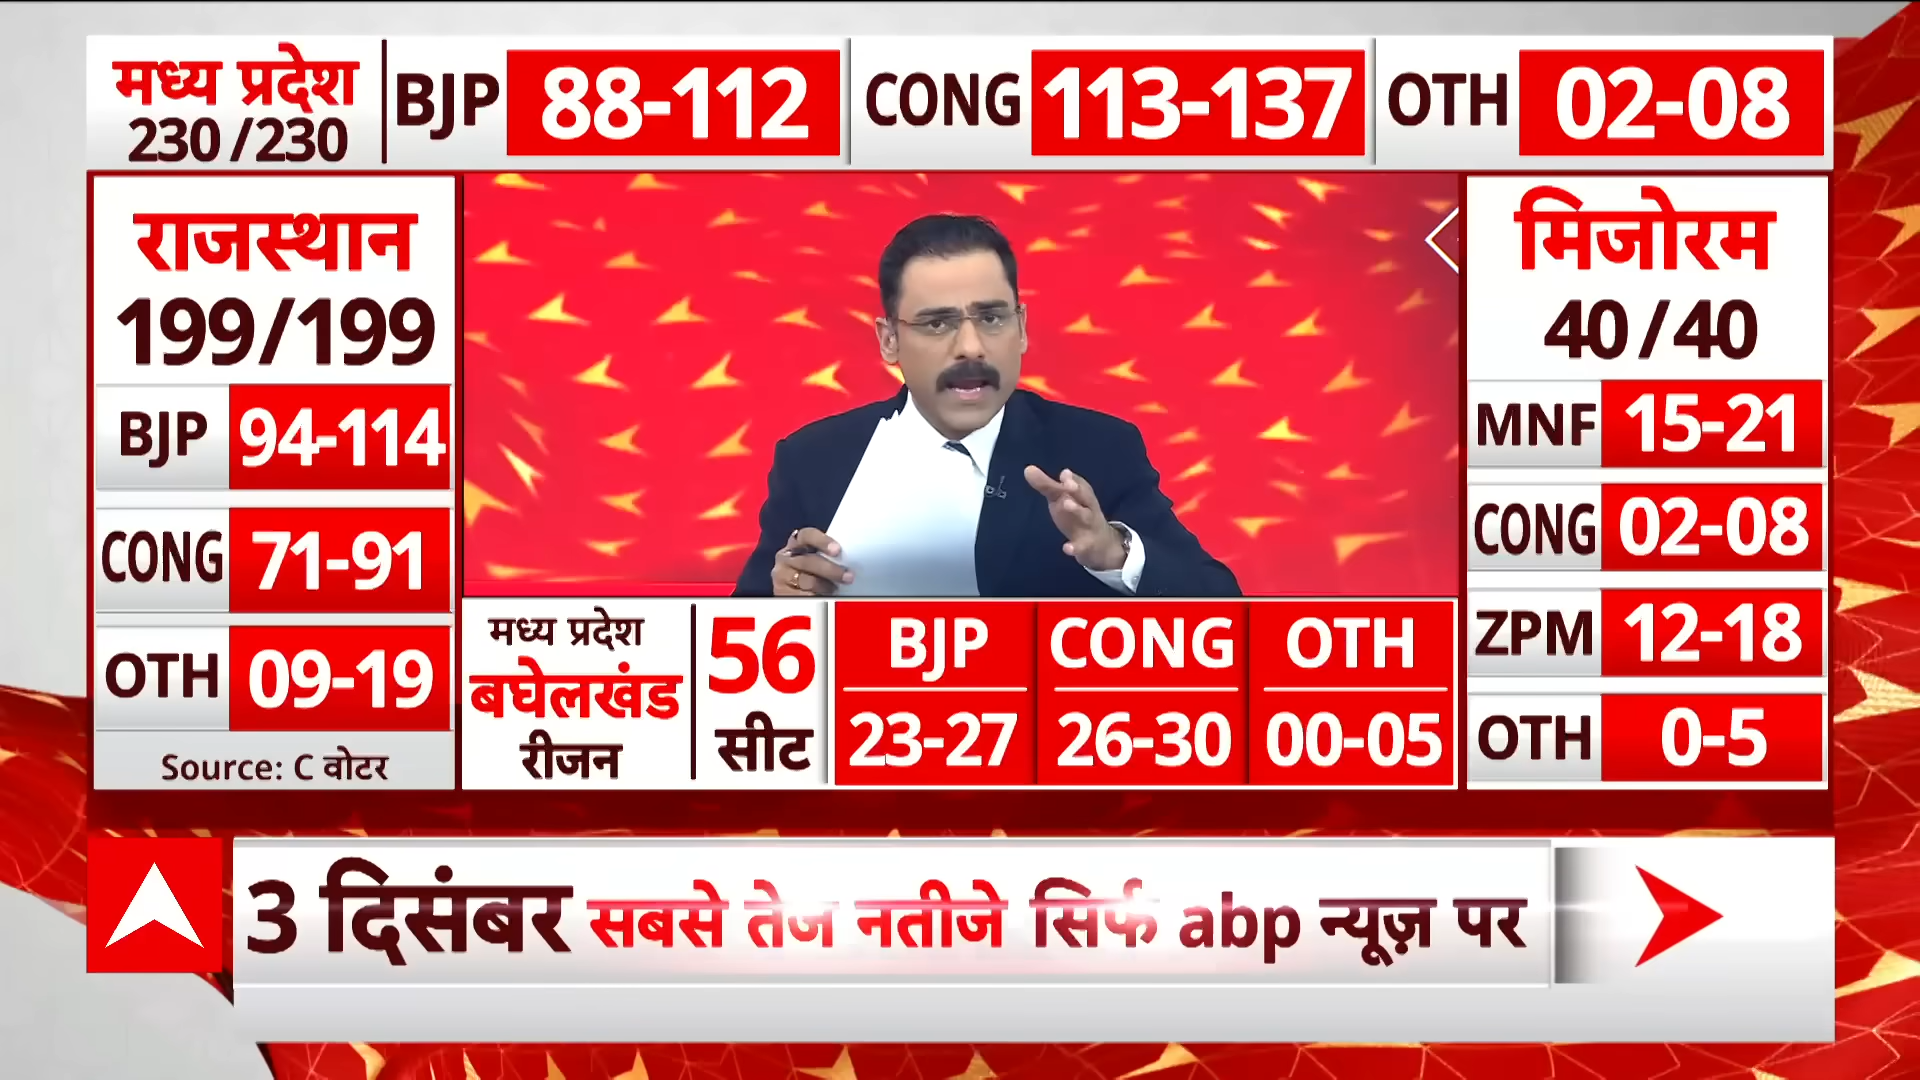 मध्य प्रदेश
230/230
BJP 88-112
CONG 113-137
OTH 02-08
राजस्थान
199/199
BJP 94-114
CONG 71-91
OTH 09-19
Source: C वोटर
मध्य प्रदेश
बघेलखंड
रीजन
56
सीट
BJP CONG OTH
23-27 26-30 00-05
मिजोरम
40/40
MNF 15-21
CONG 02-08
ZPM 12-18
OTH 0-5
3 दिसंबर सबसे तेज नतीजे सिर्फ abp न्यूज़ पर